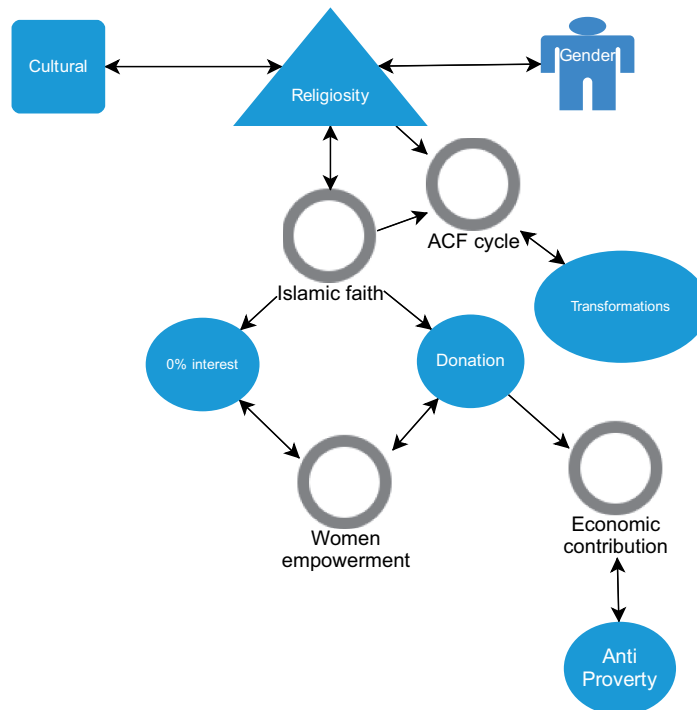 Cultural
Religiosity
Gender
ACF cycle
Islamic faith
Transformations
0% interest
Donation
Women
empowerment
Economic
contribution
Anti
Proverty